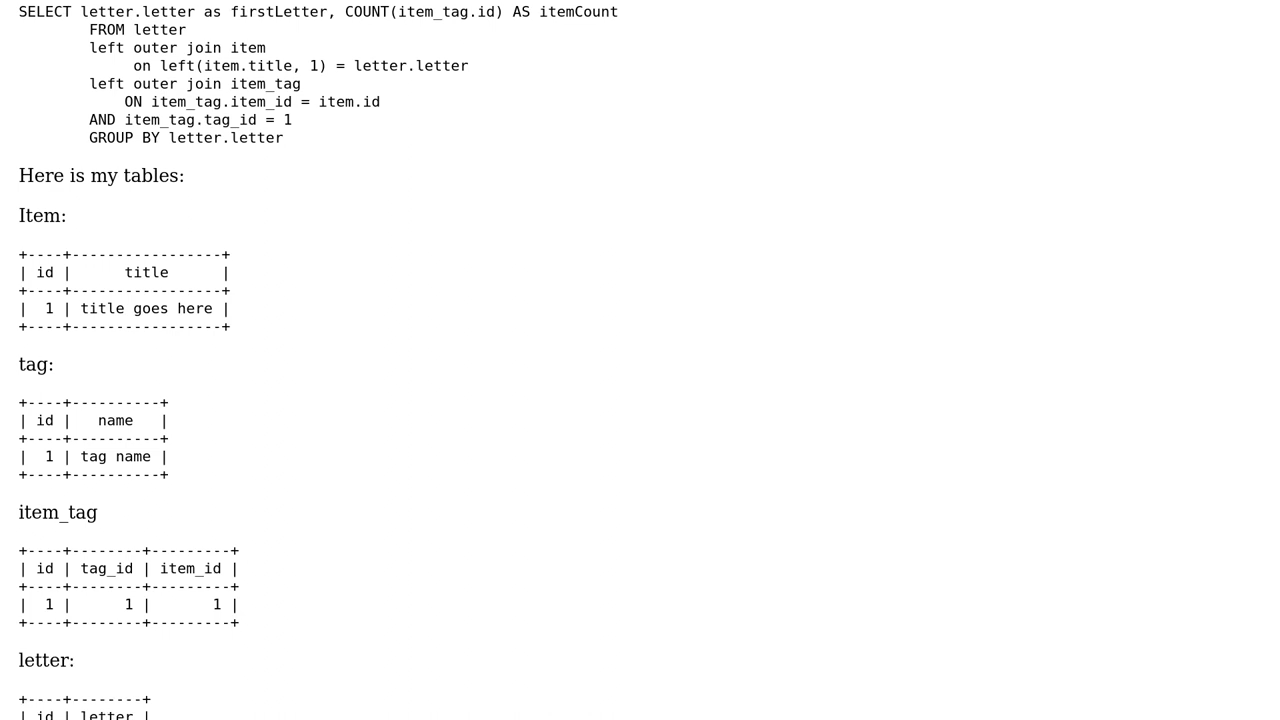 SELECT letter.letter as firstLetter, COUNT(item_tag.id) AS itemCount
        FROM letter
        left outer join item
             on left(item.title, 1) = letter.letter
        left outer join item_tag
            ON item_tag.item_id = item.id
        AND item_tag.tag_id = 1
        GROUP BY letter.letter
Here is my tables:
Item:
+----+-----------------+
| id |      title      |
+----+-----------------+
|  1 | title goes here |
+----+-----------------+
tag:
+----+----------+
| id |   name   |
+----+----------+
|  1 | tag name |
+----+----------+
item_tag
+----+--------+---------+
| id | tag_id | item_id |
+----+--------+---------+
|  1 |      1 |       1 |
+----+--------+---------+
letter:
+----+--------+
| id | letter |